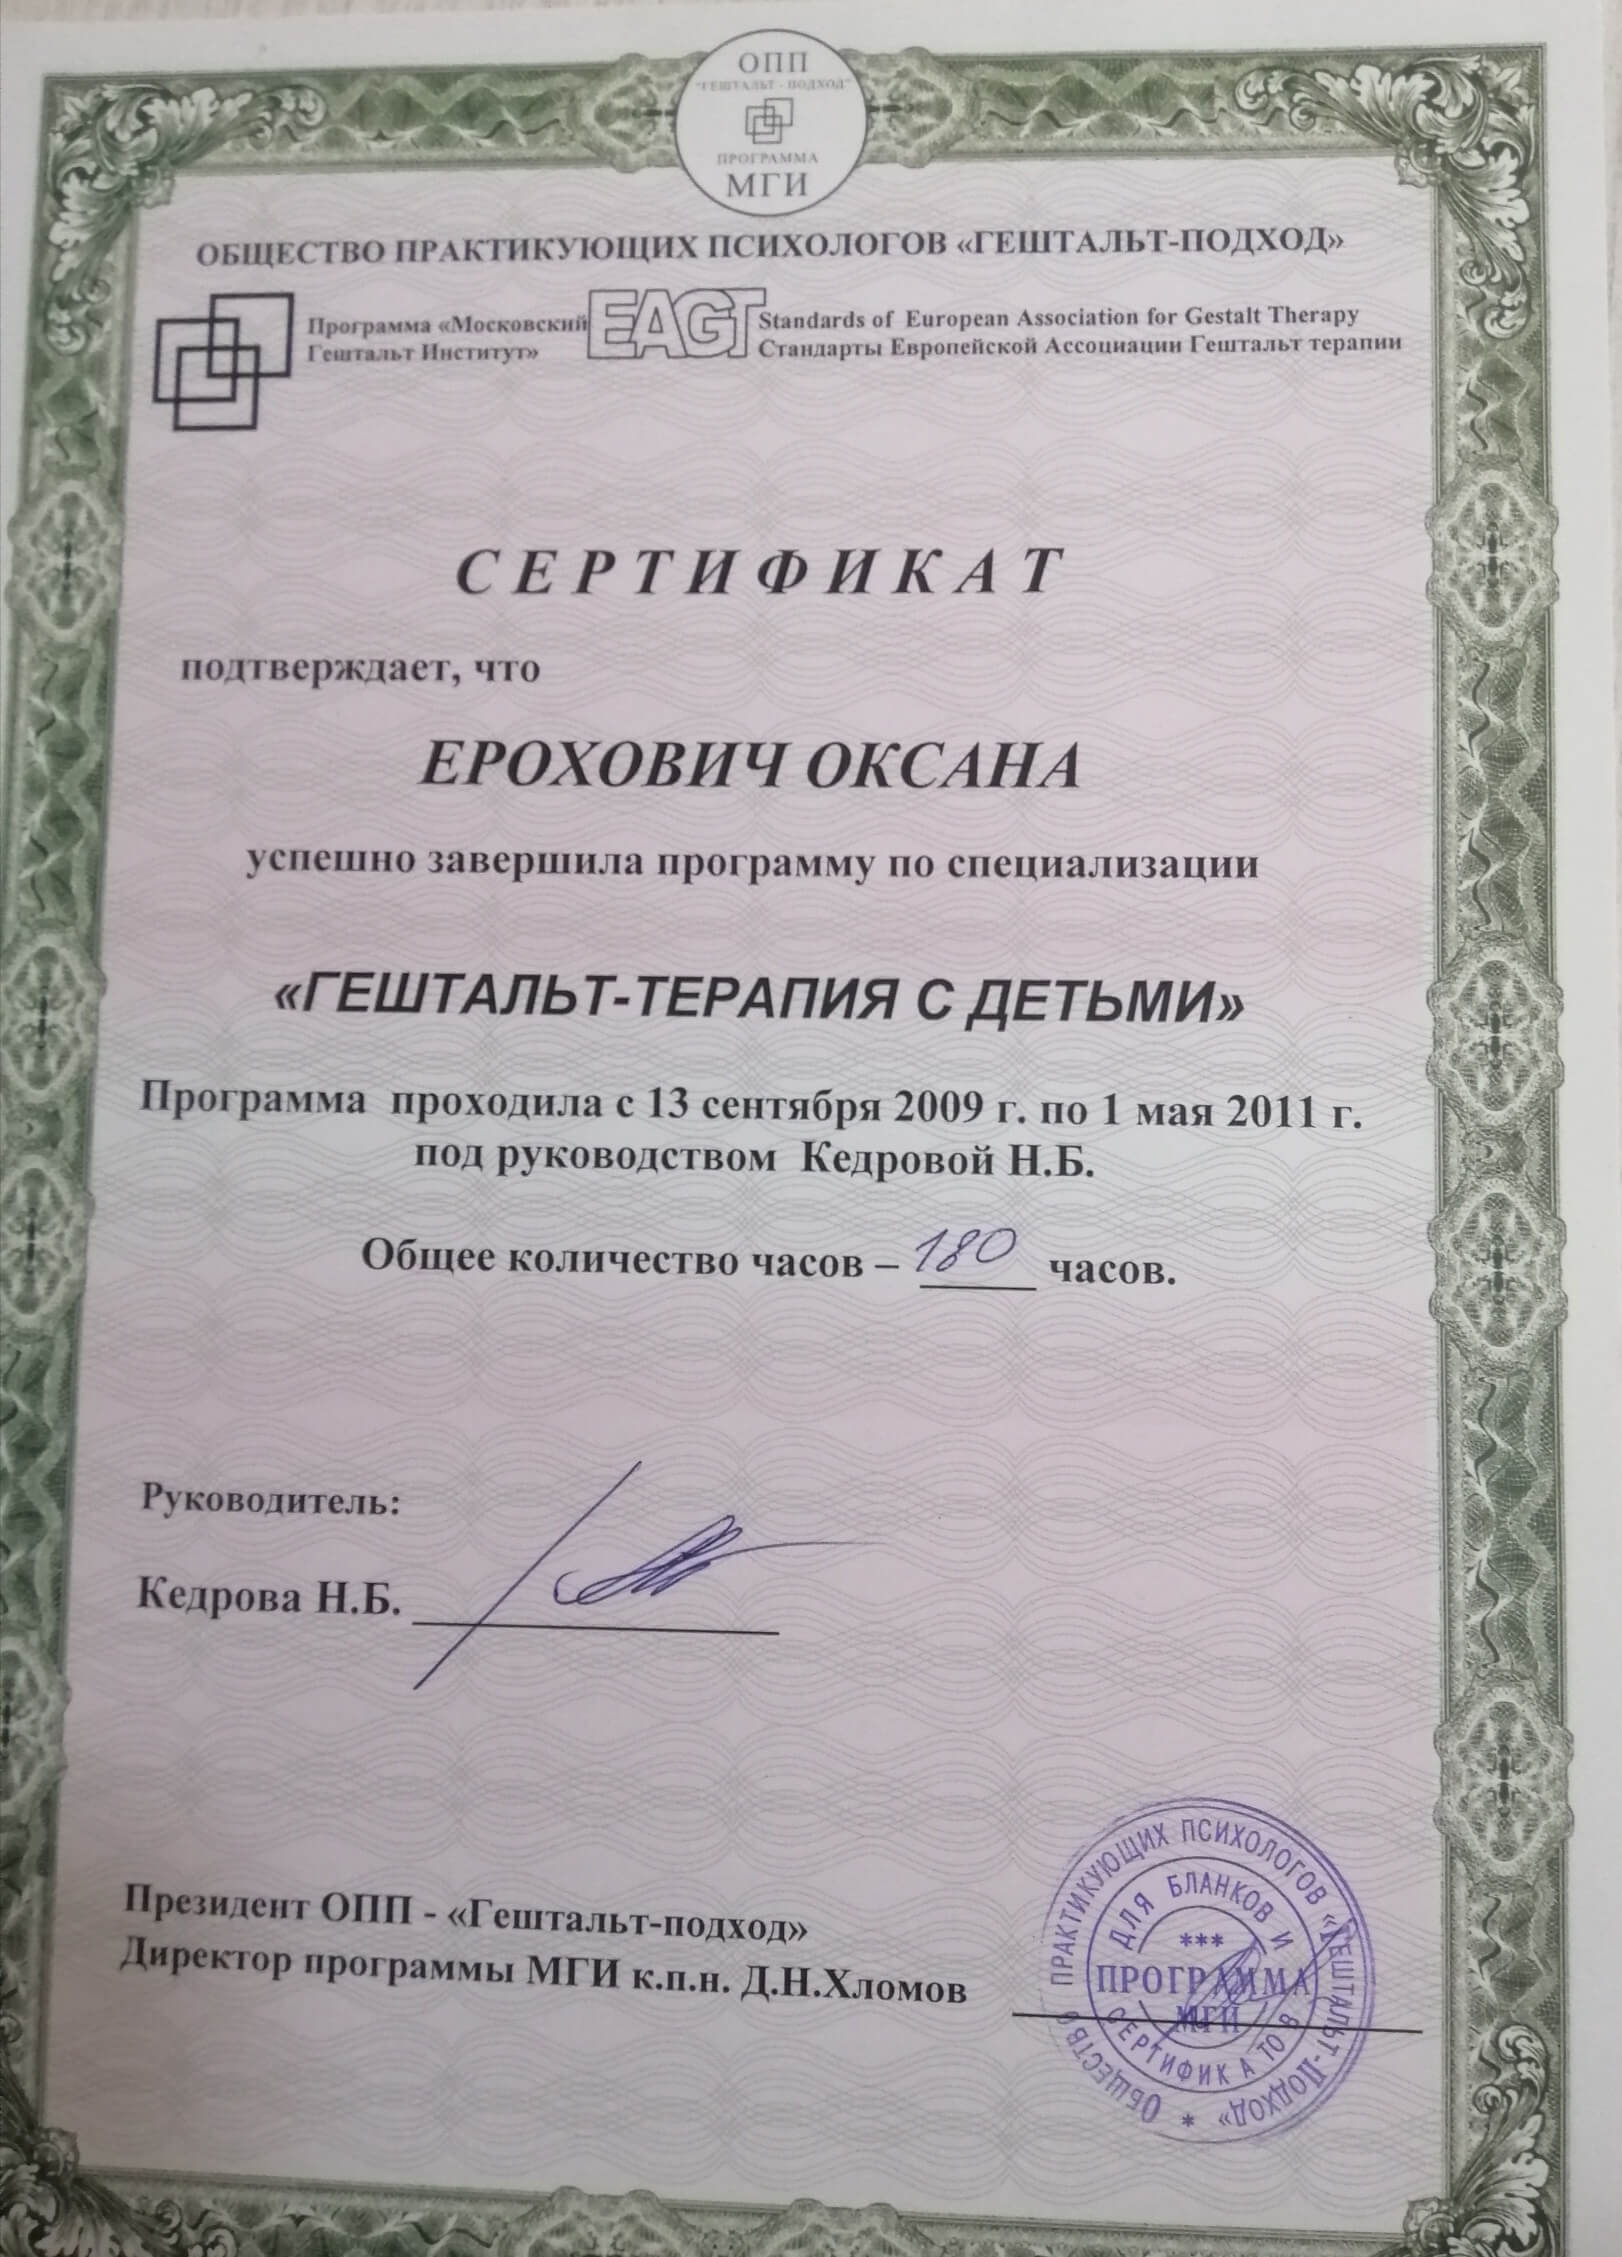 ОПП
"ГЕШТАЛЬТ - ПОДХОД"
ПРОГРАММА
МГИ
ОБЩЕСТВО ПРАКТИКУЮЩИХ ПСИХОЛОГОВ «ГЕШТАЛЬТ-ПОДХОД»
Программа «Московский
Гештальт Институт»
EAGT
Standards of European Association for Gestalt Therapy
Стандарты Европейской Ассоциации Гештальт терапии
СЕРТИФИКАТ
подтверждает, что
ЕРОХОВИЧ ОКСАНА
успешно завершила программу по специализации
«ГЕШТАЛЬТ-ТЕРАПИЯ С ДЕТЬМИ»
Программа проходила с 13 сентября 2009 г. по 1 мая 2011 г.
под руководством Кедровой Н.Б.
Общее количество часов – 180 часов.
Руководитель:
Кедрова Н.Б.
Президент ОПП - «Гештальт-подход»
Директор программы МГИ к.п.н. Д.Н.Хломов
ОБЩЕСТВО ПРАКТИКУЮЩИХ ПСИХОЛОГОВ «ГЕШТАЛЬТ-ПОДХОД» *
ДЛЯ БЛАНКОВ И
***
ПРОГРАММА
МГИ
СЕРТИФИКАТОВ